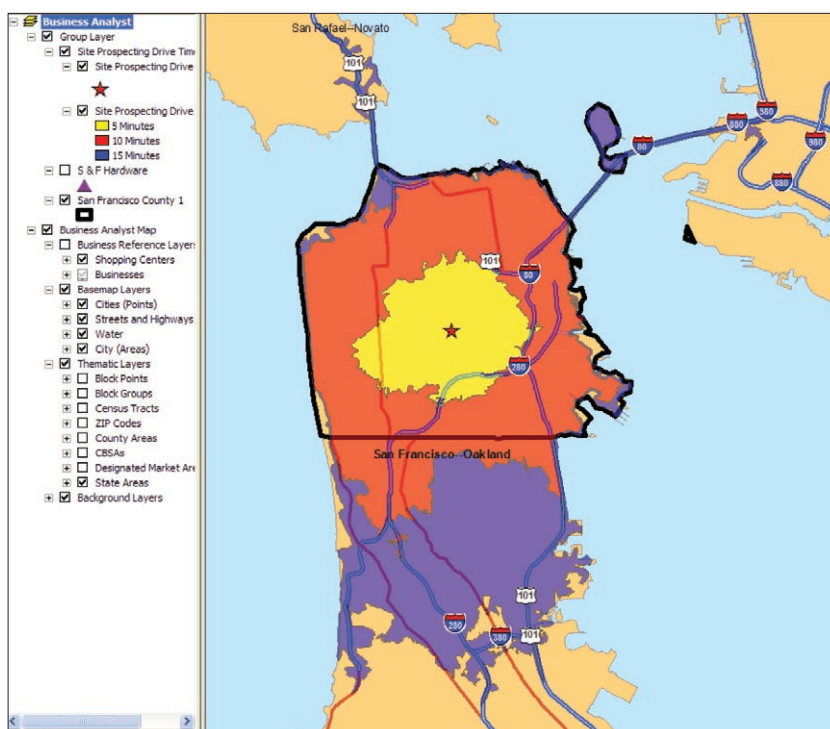 Business Analyst
Group Layer
Site Prospecting Drive Tim
Site Prospecting Drive
Site Prospecting Drive
5 Minutes
10 Minutes
15 Minutes
S & F Hardware
San Francisco County 1
Business Analyst Map
Business Reference Layers
Shopping Centers
Businesses
Basemap Layers
Cities (Points)
Streets and Highways
Water
City (Areas)
Thematic Layers
Block Points
Block Groups
Census Tracts
ZIP Codes
County Areas
CBSAs
Designated Market Are
State Areas
Background Layers
San Rafael--Novato
101
101
580
880
80
980
880
101
80
280
San Francisco--Oakland
101
280
380
101